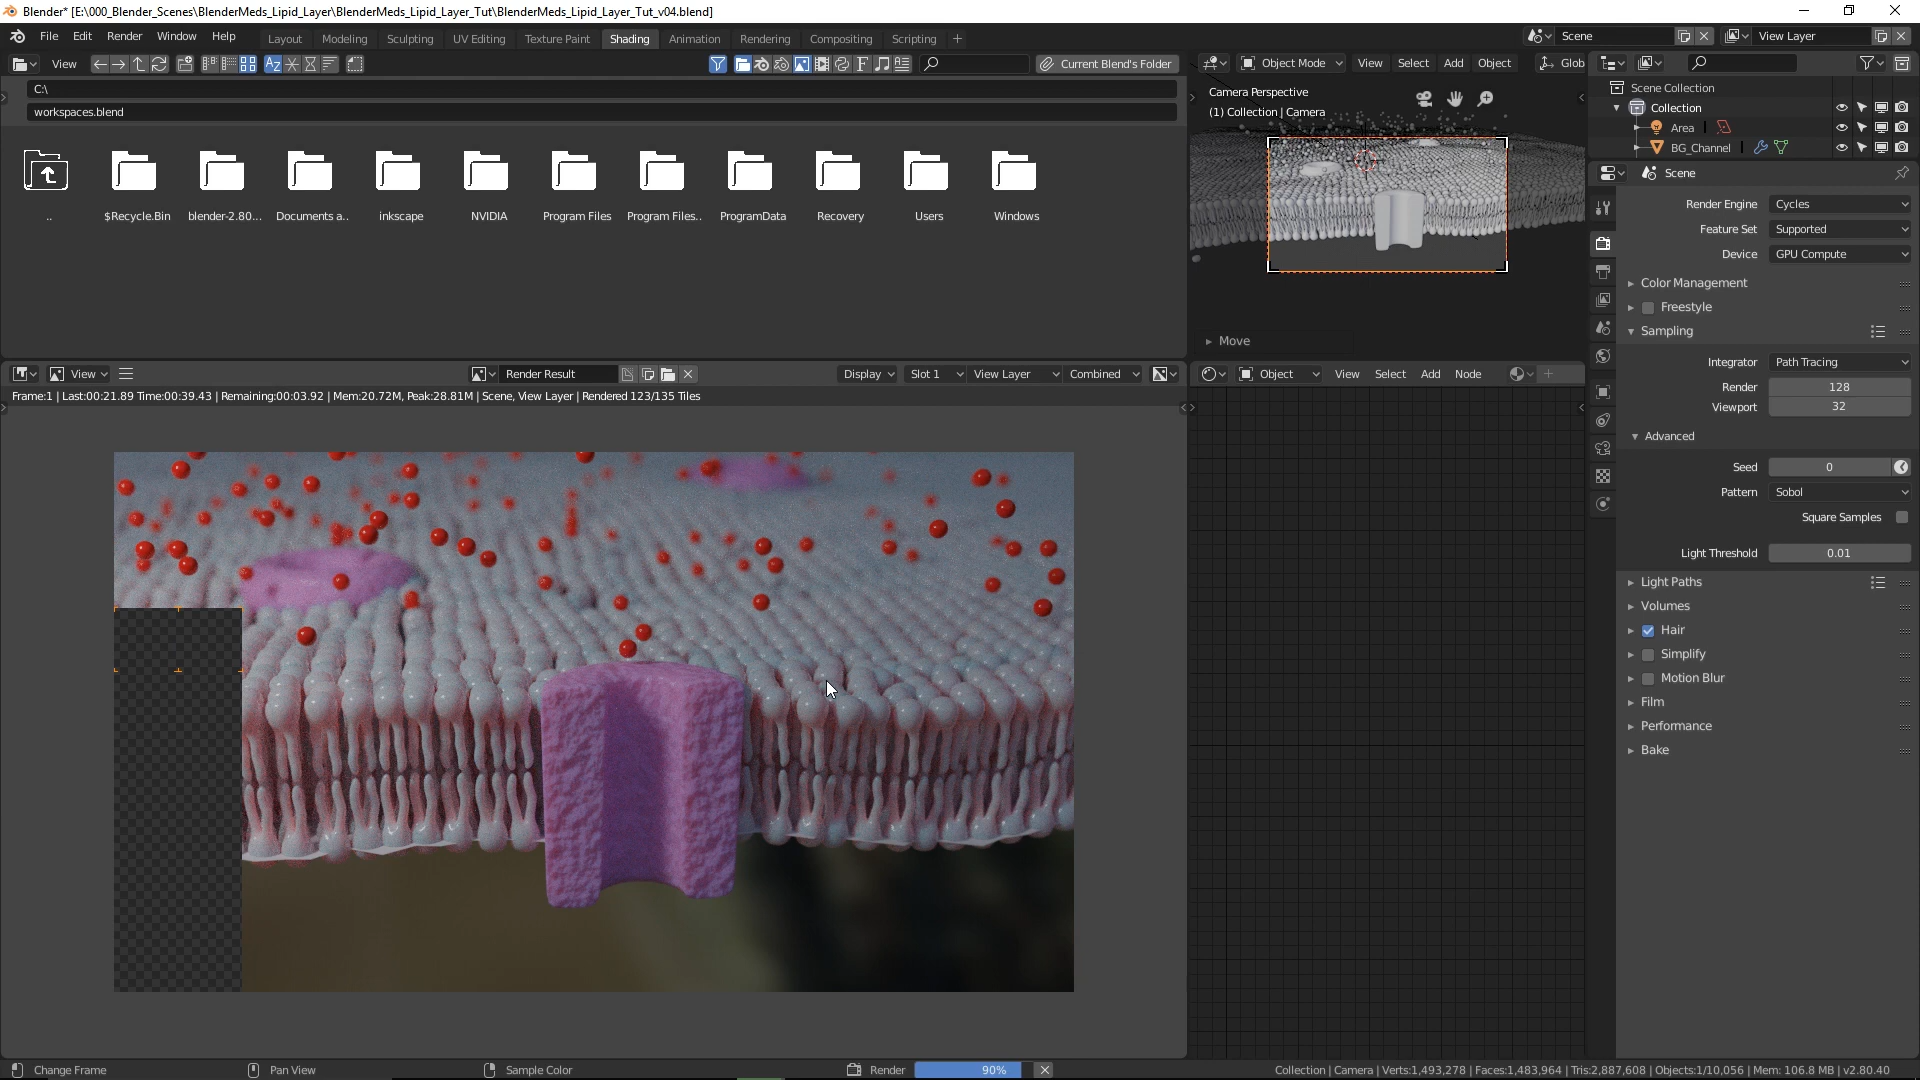 Blender* [E:\000_Blender_Scenes\BlenderMeds_Lipid_Layer\BlenderMeds_Lipid_Layer_Tut\BlenderMeds_Lipid_Layer_Tut_v04.blend]
File Edit Render Window Help Layout Modeling Sculpting UV Editing Texture Paint Shading Animation Rendering Compositing Scripting + Scene View Layer
View Current Blend's Folder Object Mode View Select Add Object Glob
C:\
workspaces.blend
Camera Perspective
(1) Collection | Camera
Scene Collection
Collection
Area
BG_Channel
.. $Recycle.Bin blender-2.80... Documents a.. inkscape NVIDIA Program Files Program Files.. ProgramData Recovery Users Windows
Move
Scene
Render Engine Cycles
Feature Set Supported
Device GPU Compute
Color Management
Freestyle
Sampling
Integrator Path Tracing
Render 128
Viewport 32
Advanced
Seed 0
Pattern Sobol
Square Samples
Light Threshold 0.01
Light Paths
Volumes
Hair
Simplify
Motion Blur
Film
Performance
Bake
View Render Result Display Slot 1 View Layer Combined Object View Select Add Node
Frame:1 | Last:00:21.89 Time:00:39.43 | Remaining:00:03.92 | Mem:20.72M, Peak:28.81M | Scene, View Layer | Rendered 123/135 Tiles
Change Frame Pan View Sample Color Render 90% Collection | Camera | Verts:1,493,278 | Faces:1,483,964 | Tris:2,887,608 | Objects:1/10,056 | Mem: 106.8 MB | v2.80.40